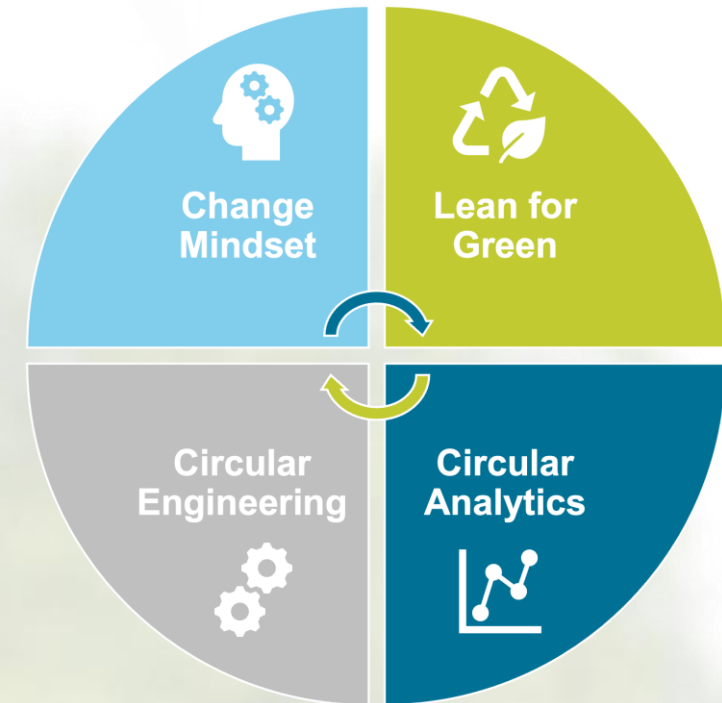 Change
Mindset
Lean for
Green
Circular
Engineering
Circular
Analytics